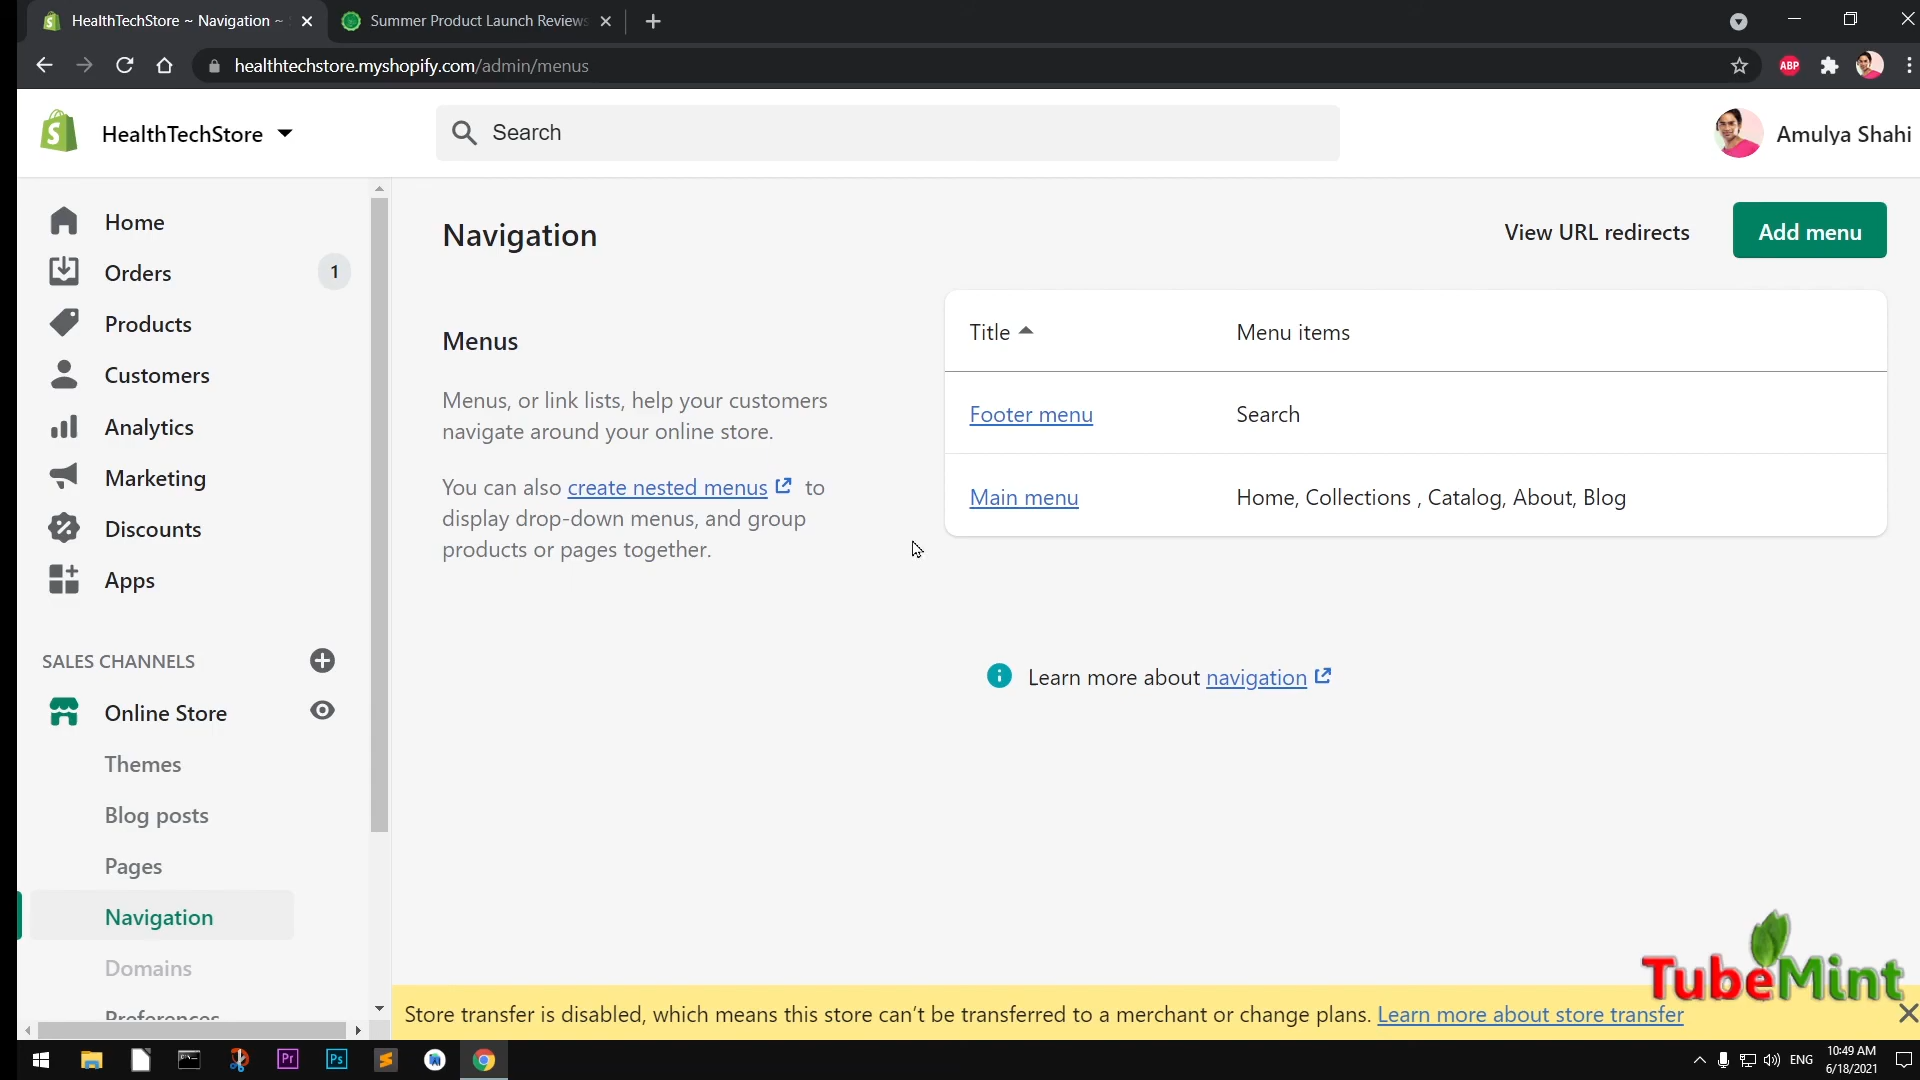 HealthTechStore ~ Navigation ~
Summer Product Launch Reviews
healthtechstore.myshopify.com/admin/menus
ABP
HealthTechStore
Search
Amulya Shahi
Home
Orders 1
Products
Customers
Analytics
Marketing
Discounts
Apps
SALES CHANNELS
Online Store
Themes
Blog posts
Pages
Navigation
Domains
Preferences
Navigation
View URL redirects
Add menu
Menus
Menus, or link lists, help your customers
navigate around your online store.
You can also create nested menus to
display drop-down menus, and group
products or pages together.
Title Menu items
Footer menu Search
Main menu Home, Collections , Catalog, About, Blog
Learn more about navigation
TubeMint
Store transfer is disabled, which means this store can't be transferred to a merchant or change plans. Learn more about store transfer
Pr
Ps
ENG
10:49 AM
6/18/2021